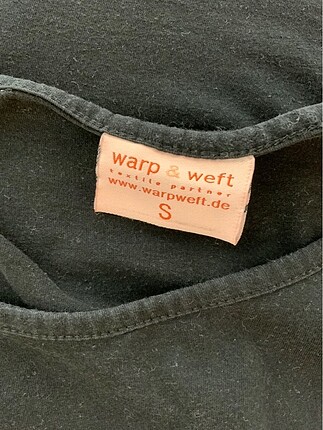 warp & weft
textile partner
www.warpweft.de
S